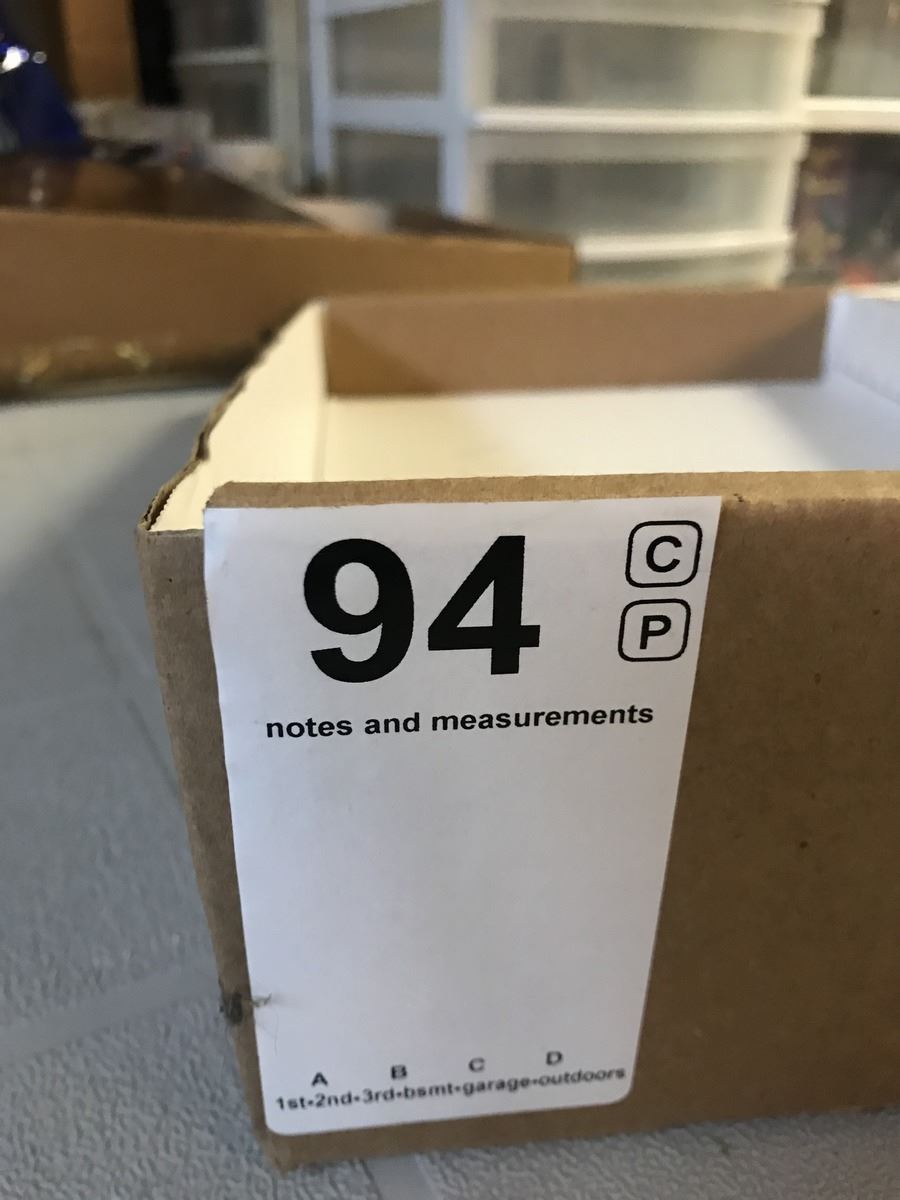 94
C
P
notes and measurements
A B C D
1st-2nd-3rd-bsmt-garage-outdoors